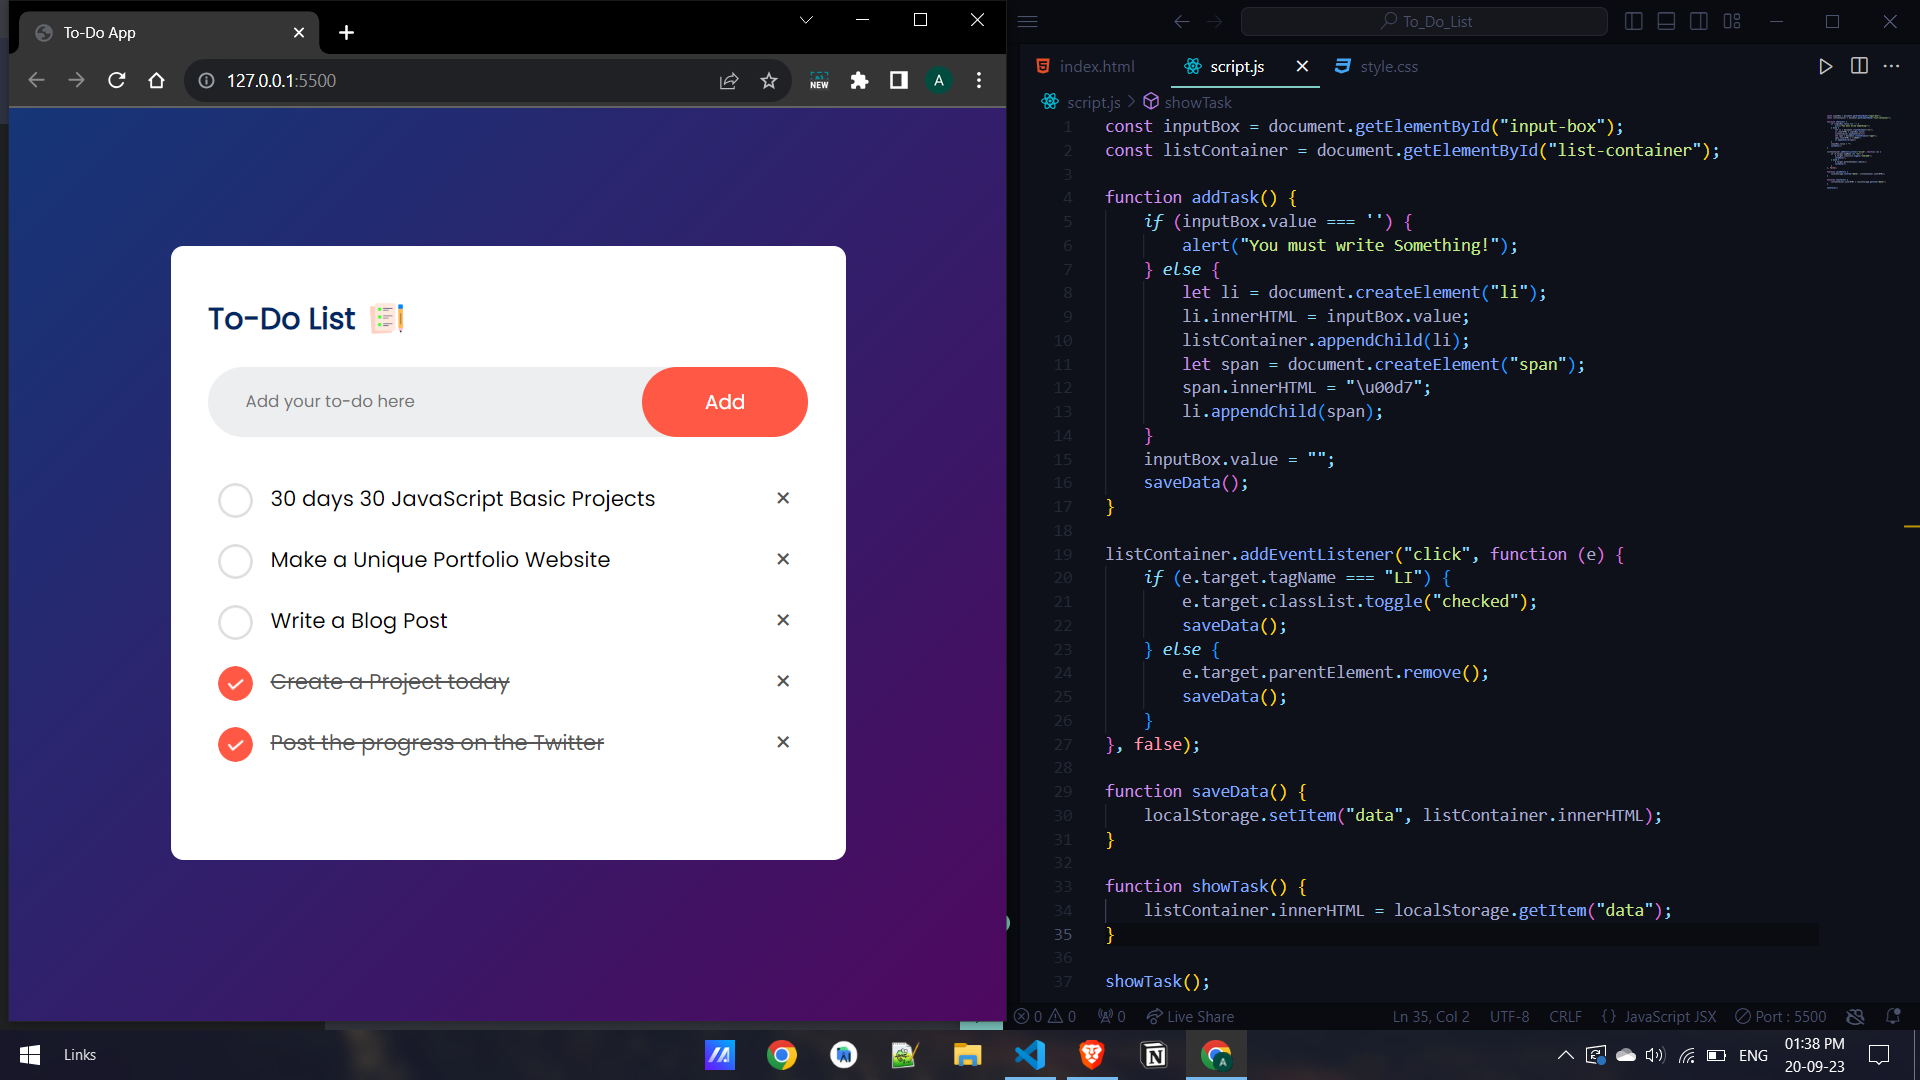 To-Do App
127.0.0.1:5500
NEW
A
To-Do List
Add your to-do here
Add
30 days 30 JavaScript Basic Projects
Make a Unique Portfolio Website
Write a Blog Post
Create a Project today
Post the progress on the Twitter
To_Do_List
index.html
script.js
style.css
script.js > showTask
1 const inputBox = document.getElementById("input-box");
2 const listContainer = document.getElementById("list-container");
3
4 function addTask() {
5 if (inputBox.value === '') {
6 alert("You must write Something!");
7 } else {
8 let li = document.createElement("li");
9 li.innerHTML = inputBox.value;
10 listContainer.appendChild(li);
11 let span = document.createElement("span");
12 span.innerHTML = "\u00d7";
13 li.appendChild(span);
14 }
15 inputBox.value = "";
16 saveData();
17 }
18
19 listContainer.addEventListener("click", function (e) {
20 if (e.target.tagName === "LI") {
21 e.target.classList.toggle("checked");
22 saveData();
23 } else {
24 e.target.parentElement.remove();
25 saveData();
26 }
27 }, false);
28
29 function saveData() {
30 localStorage.setItem("data", listContainer.innerHTML);
31 }
32
33 function showTask() {
34 listContainer.innerHTML = localStorage.getItem("data");
35 }
36
37 showTask();
0 0 0 Live Share Ln 35, Col 2 UTF-8 CRLF {} JavaScript JSX Port : 5500
Links
ENG
01:38 PM
20-09-23